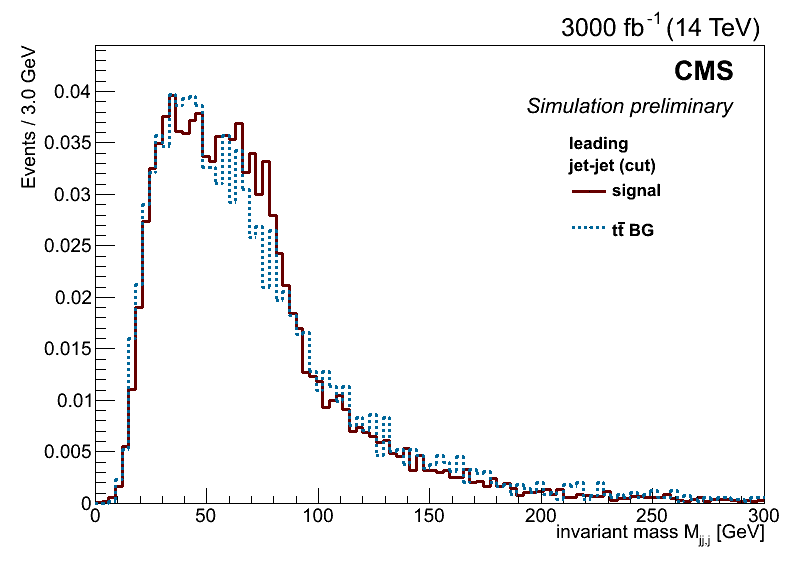 3000 fb⁻¹ (14 TeV)
CMS
Simulation preliminary
leading
jet-jet (cut)
signal
tt̄ BG
Events / 3.0 GeV
0.04
0.035
0.03
0.025
0.02
0.015
0.01
0.005
0
0 50 100 150 200 250 300
invariant mass M_jj,j [GeV]